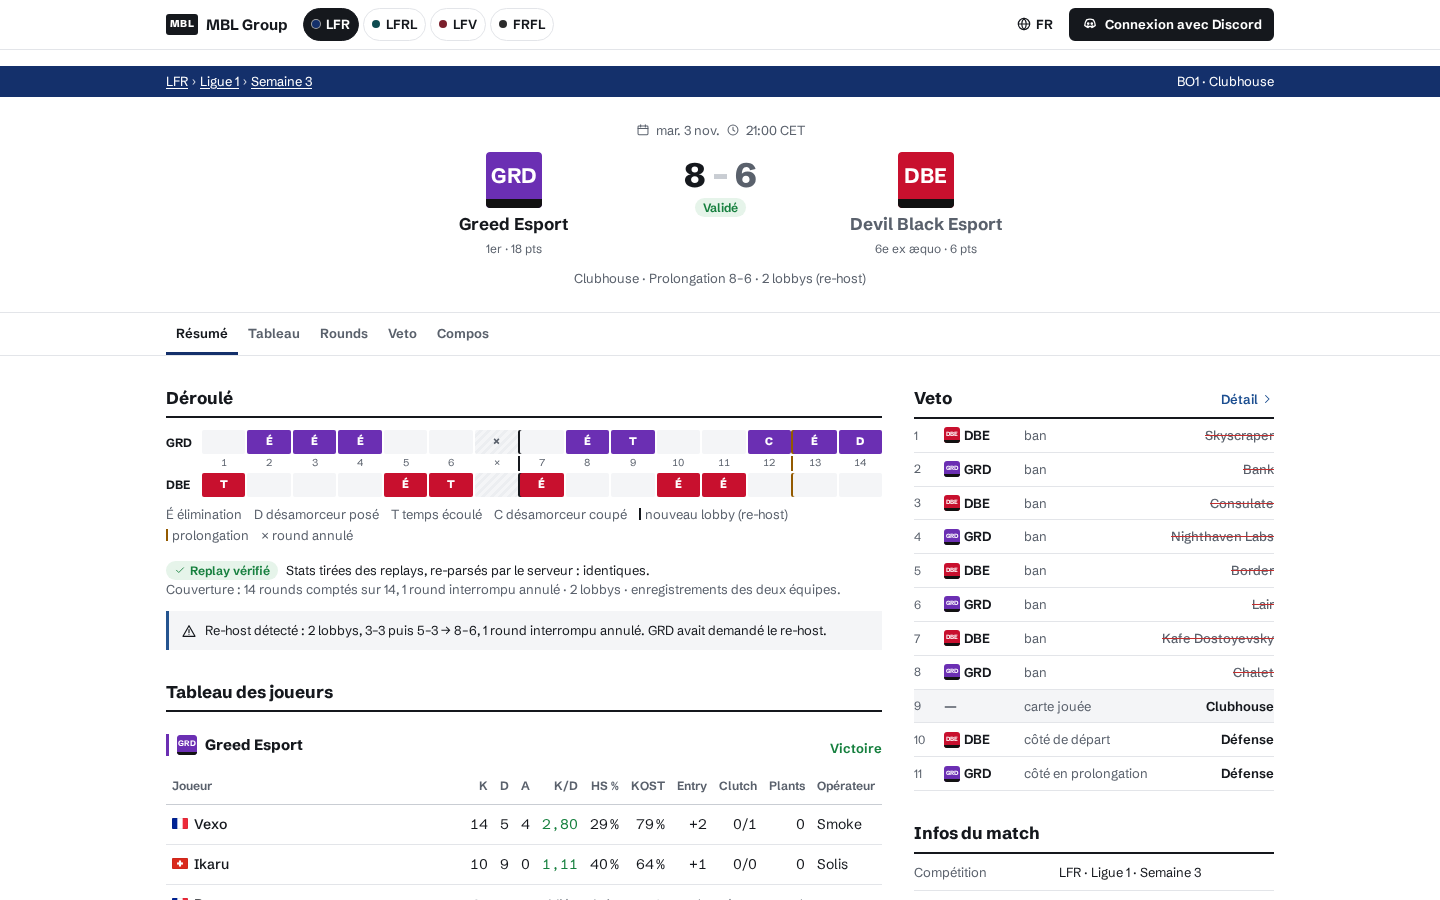 MBL MBL Group LFR LFRL LFV FRFL FR Connexion avec Discord
LFR › Ligue 1 › Semaine 3 BO1 · Clubhouse
mar. 3 nov. 21:00 CET
GRD 8 – 6 DBE
Validé
Greed Esport Devil Black Esport
1er · 18 pts 6e ex æquo · 6 pts
Clubhouse · Prolongation 8–6 · 2 lobbys (re-host)
Résumé Tableau Rounds Veto Compos
Déroulé
GRD É É É × É T C É D
1 2 3 4 5 6 × 7 8 9 10 11 12 13 14
DBE T É T É É É
É élimination D désamorceur posé T temps écoulé C désamorceur coupé nouveau lobby (re-host)
prolongation × round annulé
Replay vérifié Stats tirées des replays, re-parsés par le serveur : identiques.
Couverture : 14 rounds comptés sur 14, 1 round interrompu annulé · 2 lobbys · enregistrements des deux équipes.
Re-host détecté : 2 lobbys, 3–3 puis 5–3 → 8–6, 1 round interrompu annulé. GRD avait demandé le re-host.
Tableau des joueurs
GRD Greed Esport Victoire
Joueur K D A K/D HS % KOST Entry Clutch Plants Opérateur
Vexo 14 5 4 2,80 29 % 79 % +2 0/1 0 Smoke
Ikaru 10 9 0 1,11 40 % 64 % +1 0/0 0 Solis
Veto Détail
1 DBE DBE ban Skyscraper
2 GRD GRD ban Bank
3 DBE DBE ban Consulate
4 GRD GRD ban Nighthaven Labs
5 DBE DBE ban Border
6 GRD GRD ban Lair
7 DBE DBE ban Kafe Dostoyevsky
8 GRD GRD ban Chalet
9 — carte jouée Clubhouse
10 DBE DBE côté de départ Défense
11 GRD GRD côté en prolongation Défense
Infos du match
Compétition LFR · Ligue 1 · Semaine 3